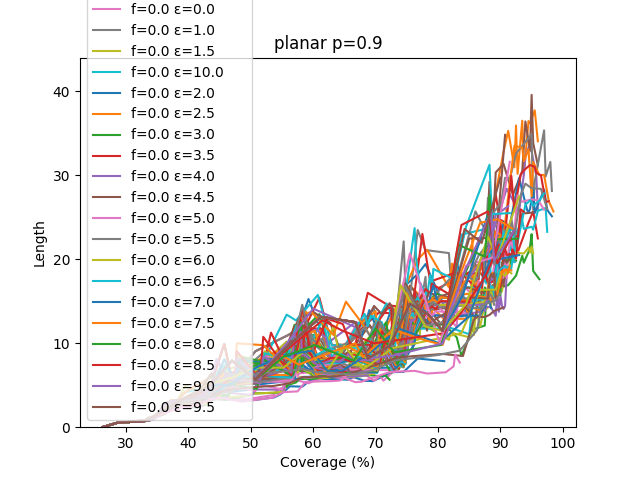 f=0.0 ε=0.0
f=0.0 ε=1.0
f=0.0 ε=1.5
f=0.0 ε=10.0
f=0.0 ε=2.0
f=0.0 ε=2.5
f=0.0 ε=3.0
f=0.0 ε=3.5
f=0.0 ε=4.0
f=0.0 ε=4.5
f=0.0 ε=5.0
f=0.0 ε=5.5
f=0.0 ε=6.0
f=0.0 ε=6.5
f=0.0 ε=7.0
f=0.0 ε=7.5
f=0.0 ε=8.0
f=0.0 ε=8.5
f=0.0 ε=9.0
f=0.0 ε=9.5
planar p=0.9
40
30
20
10
0
Length
30 40 50 60 70 80 90 100
Coverage (%)